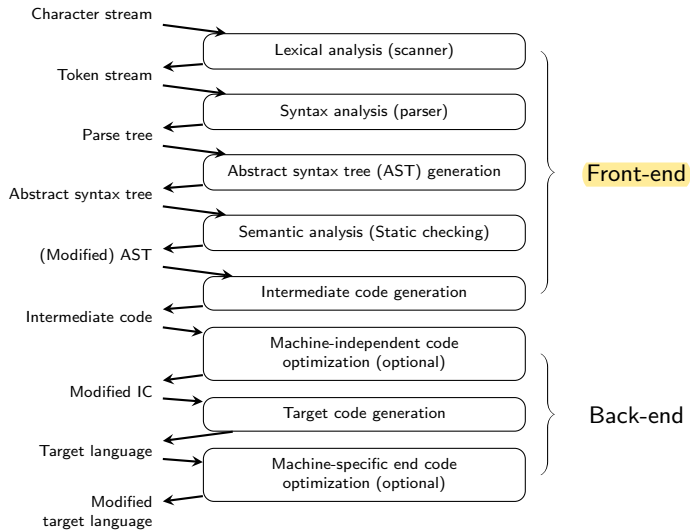 Character stream
Lexical analysis (scanner)
Token stream
Syntax analysis (parser)
Parse tree
Abstract syntax tree (AST) generation
Front-end
Abstract syntax tree
Semantic analysis (Static checking)
(Modified) AST
Intermediate code generation
Intermediate code
Machine-independent code
optimization (optional)
Modified IC
Target code generation
Back-end
Target language
Machine-specific end code
optimization (optional)
Modified
target language